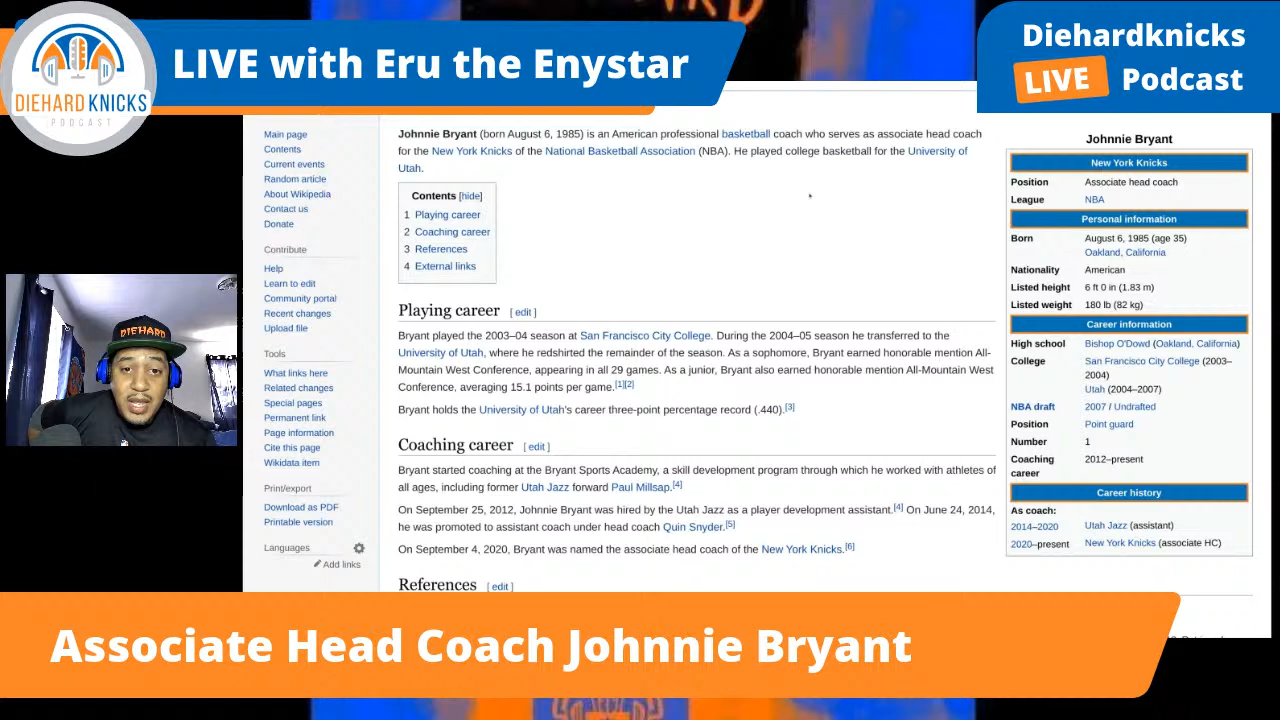 LIVE with Eru the Enystar
Diehardknicks
LIVE Podcast
DIEHARD KNICKS
PODCAST
DIEHARD
Main page
Contents
Current events
Random article
About Wikipedia
Contact us
Donate
Contribute
Help
Learn to edit
Community portal
Recent changes
Upload file
Tools
What links here
Related changes
Special pages
Permanent link
Page information
Cite this page
Wikidata item
Print/export
Download as PDF
Printable version
Languages
Add links
Johnnie Bryant (born August 6, 1985) is an American professional basketball coach who serves as associate head coach
for the New York Knicks of the National Basketball Association (NBA). He played college basketball for the University of
Utah.
Contents [hide]
1 Playing career
2 Coaching career
3 References
4 External links
Playing career [ edit ]
Bryant played the 2003–04 season at San Francisco City College. During the 2004–05 season he transferred to the
University of Utah, where he redshirted the remainder of the season. As a sophomore, Bryant earned honorable mention All-
Mountain West Conference, appearing in all 29 games. As a junior, Bryant also earned honorable mention All-Mountain West
Conference, averaging 15.1 points per game.[1][2]
Bryant holds the University of Utah's career three-point percentage record (.440).[3]
Coaching career [ edit ]
Bryant started coaching at the Bryant Sports Academy, a skill development program through which he worked with athletes of
all ages, including former Utah Jazz forward Paul Millsap.[4]
On September 25, 2012, Johnnie Bryant was hired by the Utah Jazz as a player development assistant.[4] On June 24, 2014,
he was promoted to assistant coach under head coach Quin Snyder.[5]
On September 4, 2020, Bryant was named the associate head coach of the New York Knicks.[6]
References [ edit ]
Johnnie Bryant
New York Knicks
Position Associate head coach
League NBA
Personal information
Born August 6, 1985 (age 35)
Oakland, California
Nationality American
Listed height 6 ft 0 in (1.83 m)
Listed weight 180 lb (82 kg)
Career information
High school Bishop O'Dowd (Oakland, California)
College San Francisco City College (2003–
2004)
Utah (2004–2007)
NBA draft 2007 / Undrafted
Position Point guard
Number 1
Coaching 2012–present
career
Career history
As coach:
2014–2020 Utah Jazz (assistant)
2020–present New York Knicks (associate HC)
Associate Head Coach Johnnie Bryant